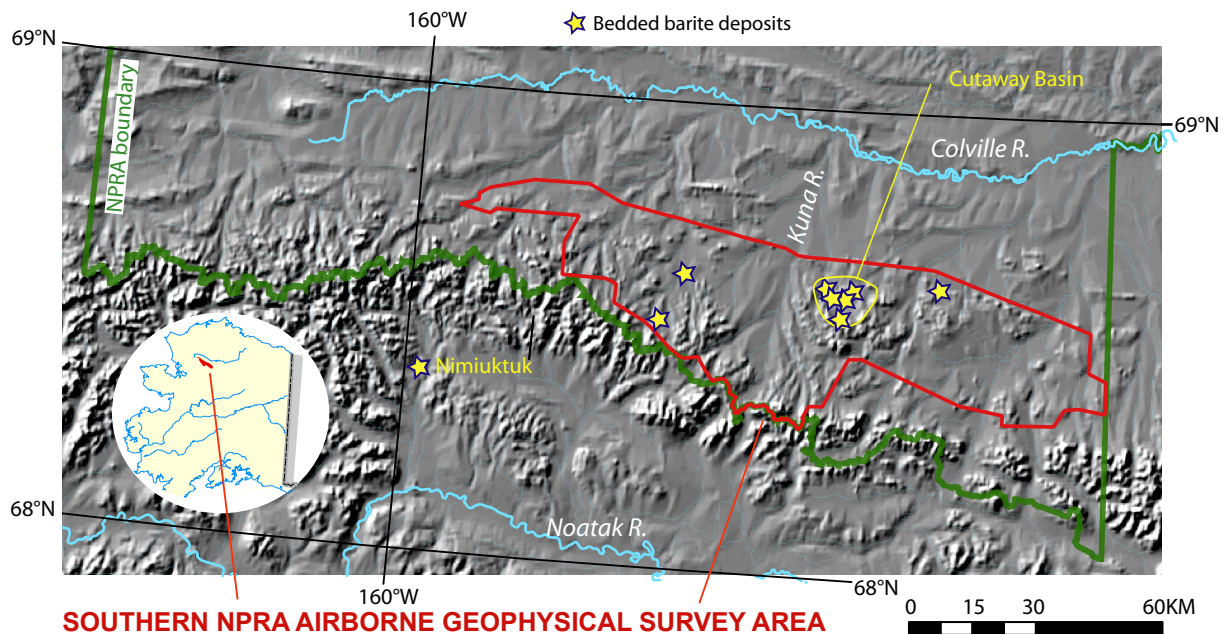 160°W
Bedded barite deposits
69°N
Cutaway Basin
69°N
NPRA boundary
Colville R.
Kuna R.
Nimiuktuk
68°N
Noatak R.
160°W
68°N
SOUTHERN NPRA AIRBORNE GEOPHYSICAL SURVEY AREA
0 15 30 60KM